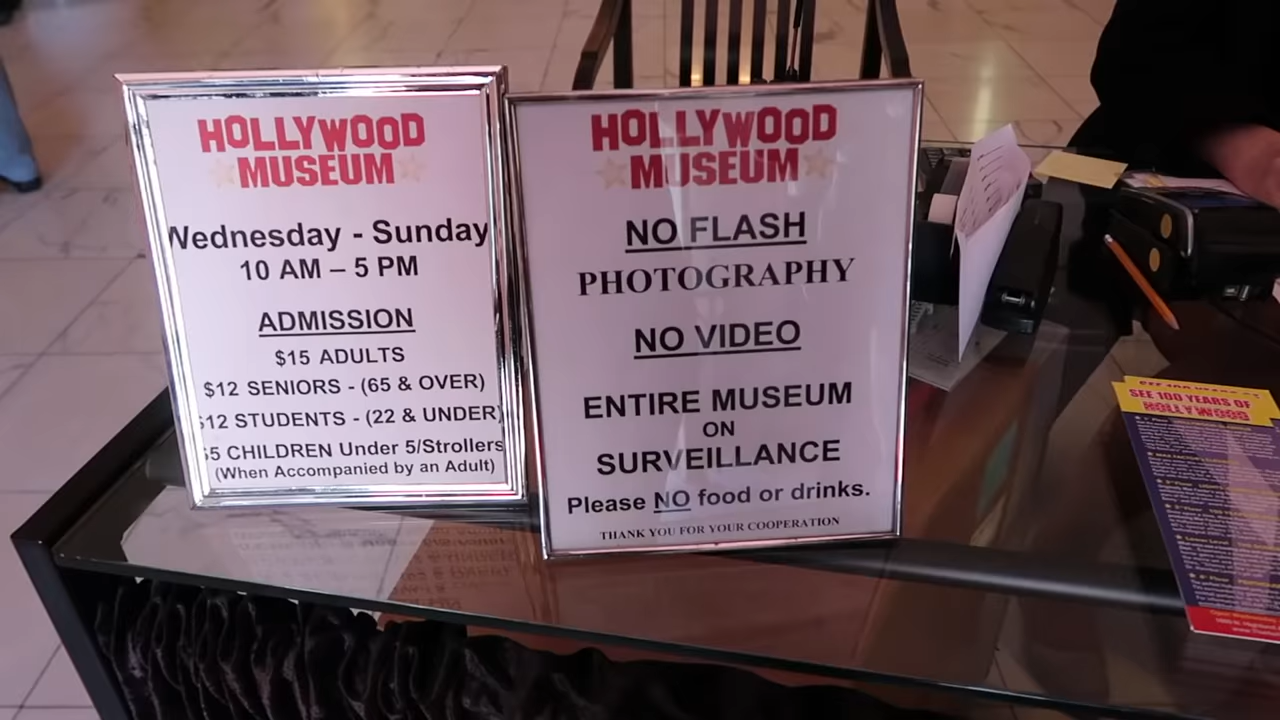 HOLLYWOOD
MUSEUM
Wednesday - Sunday
10 AM – 5 PM
ADMISSION
$15 ADULTS
$12 SENIORS - (65 & OVER)
$12 STUDENTS - (22 & UNDER)
$5 CHILDREN Under 5/Strollers
(When Accompanied by an Adult)
HOLLYWOOD
MUSEUM
NO FLASH
PHOTOGRAPHY
NO VIDEO
ENTIRE MUSEUM
ON
SURVEILLANCE
Please NO food or drinks.
THANK YOU FOR YOUR COOPERATION
SEE 100 YEARS OF
HOLLYWOOD